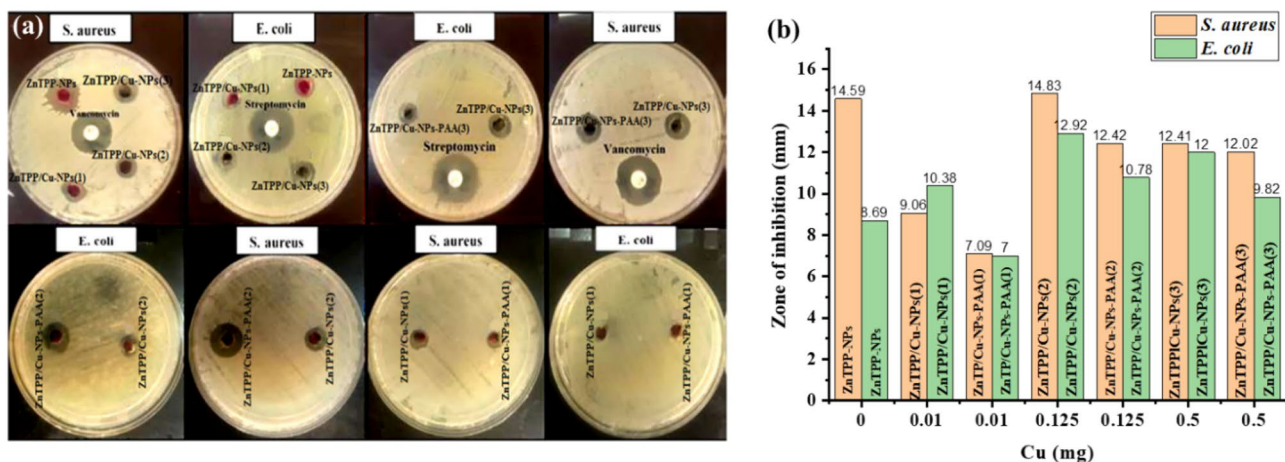 (a)
S. aureus
E. coli
E. coli
S. aureus
ZnTPP-NPs
ZnTPP/Cu-NPs(3)
Vancomycin
ZnTPP/Cu-NPs(2)
ZnTPP/Cu-NPs(1)
ZnTPP/Cu-NPs(1)
ZnTPP-NPs
Streptomycin
ZnTPP/Cu-NPs(2)
ZnTPP/Cu-NPs(3)
ZnTPP/Cu-NPs-PAA(3)
ZnTPP/Cu-NPs(3)
Streptomycin
ZnTPP/Cu-NPs(3)
ZnTPP/Cu-NPs-PAA(3)
Vancomycin
E. coli
S. aureus
S. aureus
E. coli
ZnTPP/Cu-NPs-PAA(2)
ZnTPP/Cu-NPs(2)
ZnTPP/Cu-NPs-PAA(2)
ZnTPP/Cu-NPs(2)
ZnTPP/Cu-NPs(1)
ZnTPP/Cu-NPs-PAA(1)
ZnTPP/Cu-NPs(1)
ZnTPP/Cu-NPs-PAA(1)
(b)
S. aureus
E. coli
Zone of inhibition (mm)
18
16
14
12
10
8
6
4
2
0
14.59
8.69
9.06
10.38
7.09
7
14.83
12.92
12.42
10.78
12.41
12
12.02
9.82
ZnTPP-NPs
ZnTPP-NPs
ZnTPP/Cu-NPs(1)
ZnTPP/Cu-NPs(1)
ZnTP/Cu-NPs-PAA(1)
ZnTPP/Cu-NPs-PAA(1)
ZnTPP/Cu-NPs(2)
ZnTPP/Cu-NPs(2)
ZnTPP/Cu-NPs-PAA(2)
ZnTPP/Cu-NPs-PAA(2)
ZnTPPlCu-NPs(3)
ZnTPPlCu-NPs(3)
ZnTPP/Cu-NPs-PAA(3)
ZnTPP/Cu-NPs-PAA(3)
0
0.01
0.01
0.125
0.125
0.5
0.5
Cu (mg)